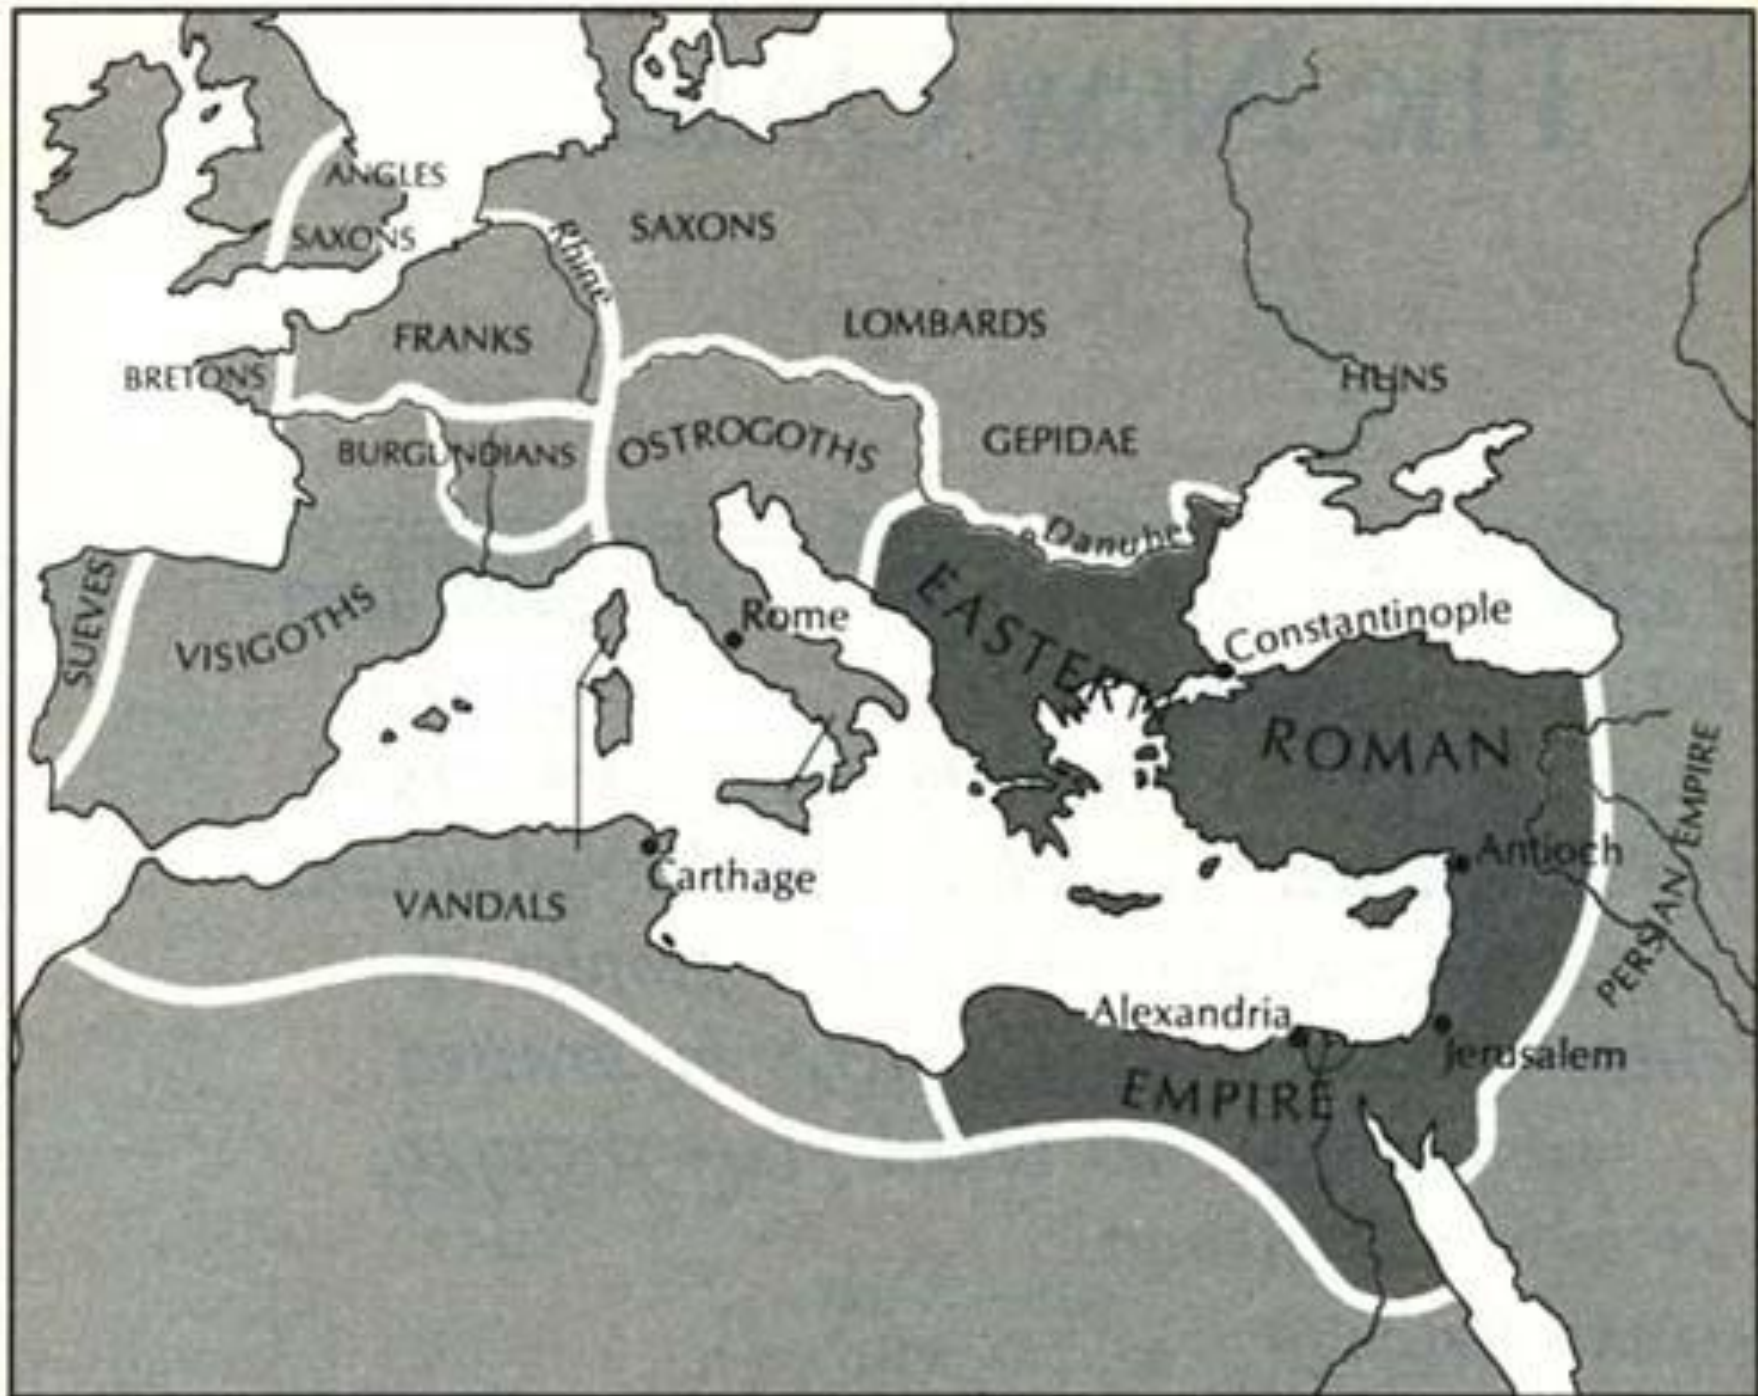 ANGLES
SAXONS
Rhine
SAXONS
FRANKS
LOMBARDS
BRETONS
HUNS
BURGUNDIANS
OSTROGOTHS
GEPIDAE
Danube
SUEVES
VISIGOTHS
Rome
EASTERN
Constantinople
ROMAN
PERSIAN EMPIRE
Antioch
Carthage
VANDALS
Alexandria
Jerusalem
EMPIRE